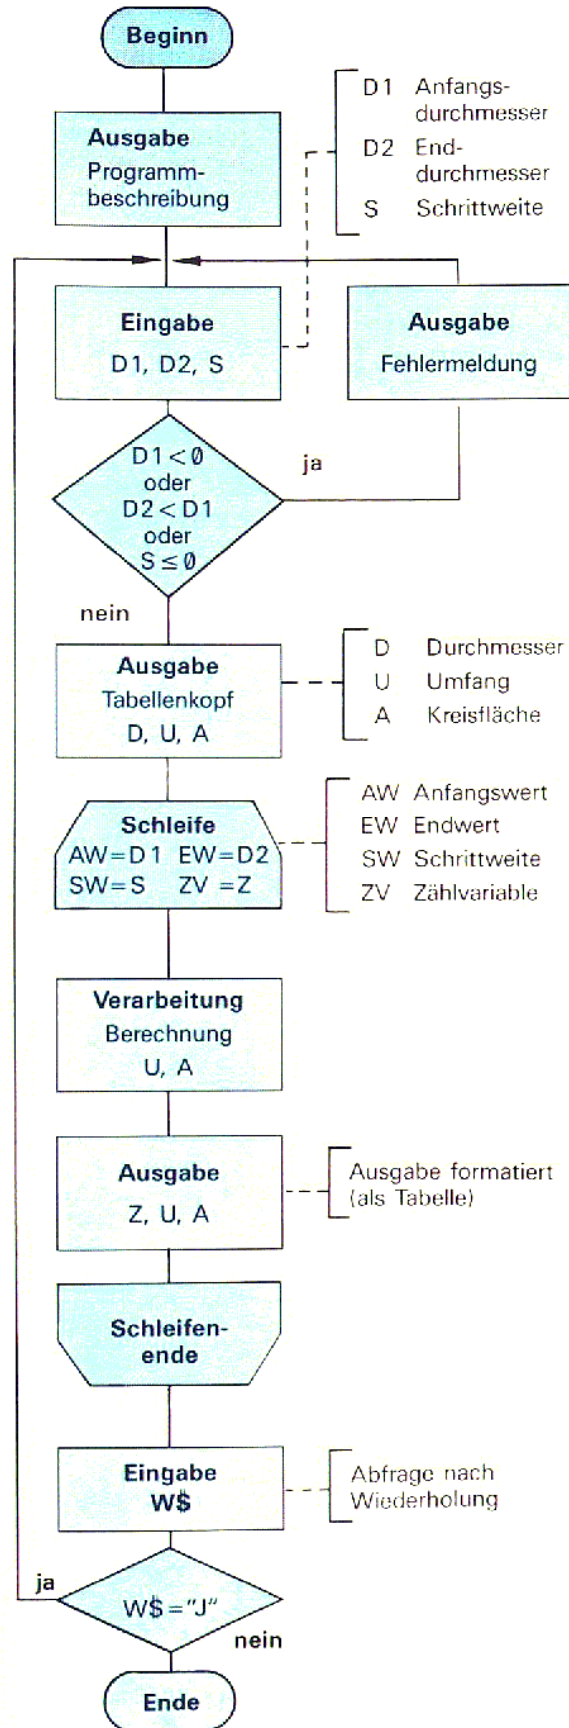 Beginn
Ausgabe
Programm-
beschreibung
D1 Anfangs-
durchmesser
D2 End-
durchmesser
S Schrittweite
Eingabe
D1, D2, S
Ausgabe
Fehlermeldung
D1<0
oder
D2<D1
oder
S≤0
ja
nein
Ausgabe
Tabellenkopf
D, U, A
D Durchmesser
U Umfang
A Kreisfläche
Schleife
AW=D1 EW=D2
SW=S ZV=Z
AW Anfangswert
EW Endwert
SW Schrittweite
ZV Zählvariable
Verarbeitung
Berechnung
U, A
Ausgabe
Z, U, A
Ausgabe formatiert
(als Tabelle)
Schleifen-
ende
Eingabe
W$
Abfrage nach
Wiederholung
ja
W$="J"
nein
Ende